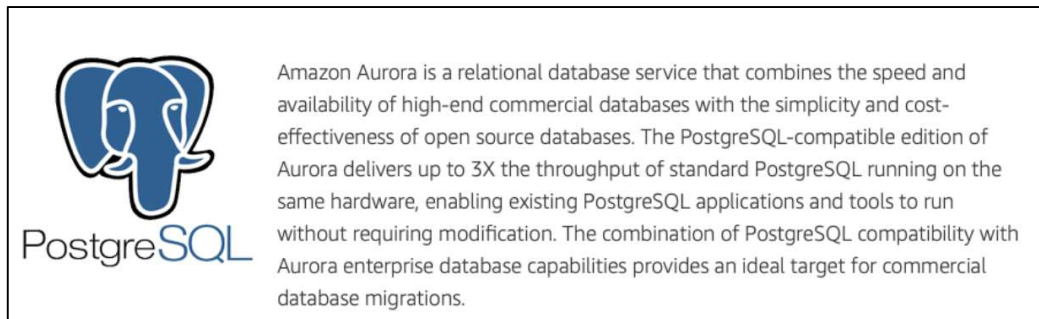 Amazon Aurora is a relational database service that combines the speed and
availability of high-end commercial databases with the simplicity and cost-
effectiveness of open source databases. The PostgreSQL-compatible edition of
Aurora delivers up to 3X the throughput of standard PostgreSQL running on the
same hardware, enabling existing PostgreSQL applications and tools to run
without requiring modification. The combination of PostgreSQL compatibility with
Aurora enterprise database capabilities provides an ideal target for commercial
database migrations.
PostgreSQL